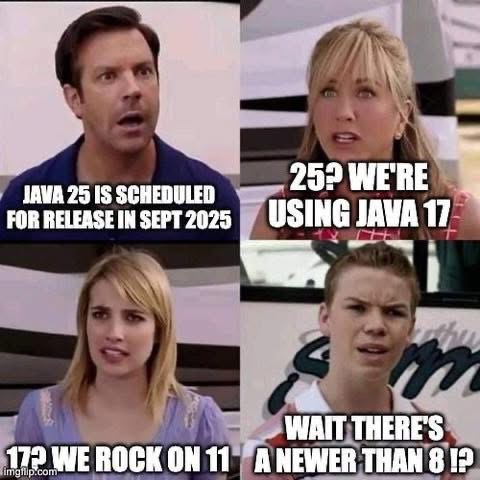 JAVA 25 IS SCHEDULED
FOR RELEASE IN SEPT 2025
25? WE'RE
USING JAVA 17
17? WE ROCK ON 11
WAIT THERE'S
A NEWER THAN 8 !?
imgflip.com